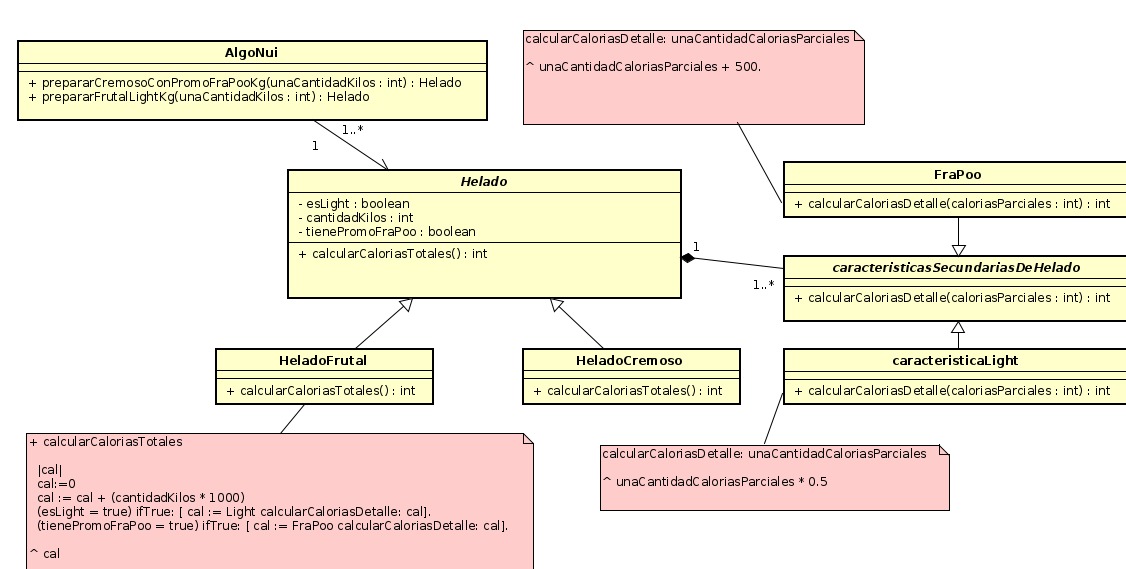 AlgoNui
+ prepararCremosoConPromoFraPooKg(unaCantidadKilos : int) : Helado
+ prepararFrutalLightKg(unaCantidadKilos : int) : Helado
calcularCaloriasDetalle: unaCantidadCaloriasParciales
^ unaCantidadCaloriasParciales + 500.
1..*
1
Helado
- esLight : boolean
- cantidadKilos : int
- tienePromoFraPoo : boolean
+ calcularCaloriasTotales() : int
FraPoo
+ calcularCaloriasDetalle(caloriasParciales : int) : int
1
1..*
caracteristicasSecundariasDeHelado
+ calcularCaloriasDetalle(caloriasParciales : int) : int
HeladoFrutal
+ calcularCaloriasTotales() : int
HeladoCremoso
+ calcularCaloriasTotales() : int
caracteristicaLight
+ calcularCaloriasDetalle(caloriasParciales : int) : int
+ calcularCaloriasTotales
|cal|
cal:=0
cal := cal + (cantidadKilos * 1000)
(esLight = true) ifTrue: [ cal := Light calcularCaloriasDetalle: cal].
(tienePromoFraPoo = true) ifTrue: [ cal := FraPoo calcularCaloriasDetalle: cal].
^ cal
calcularCaloriasDetalle: unaCantidadCaloriasParciales
^ unaCantidadCaloriasParciales * 0.5